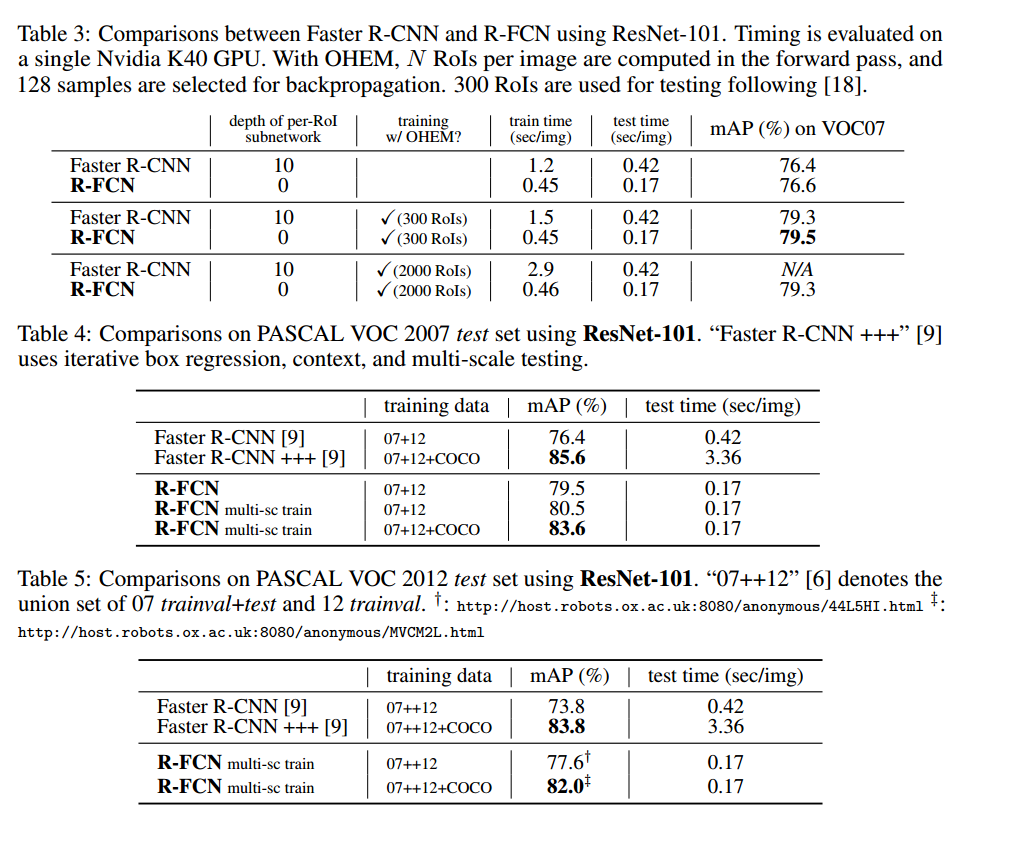 Table 3: Comparisons between Faster R-CNN and R-FCN using ResNet-101. Timing is evaluated on
a single Nvidia K40 GPU. With OHEM, N RoIs per image are computed in the forward pass, and
128 samples are selected for backpropagation. 300 RoIs are used for testing following [18].
depth of per-RoI subnetwork | training w/ OHEM? | train time (sec/img) | test time (sec/img) | mAP (%) on VOC07
Faster R-CNN | 10 | | 1.2 | 0.42 | 76.4
R-FCN | 0 | | 0.45 | 0.17 | 76.6
Faster R-CNN | 10 | ✓(300 RoIs) | 1.5 | 0.42 | 79.3
R-FCN | 0 | ✓(300 RoIs) | 0.45 | 0.17 | 79.5
Faster R-CNN | 10 | ✓(2000 RoIs) | 2.9 | 0.42 | N/A
R-FCN | 0 | ✓(2000 RoIs) | 0.46 | 0.17 | 79.3
Table 4: Comparisons on PASCAL VOC 2007 test set using ResNet-101. “Faster R-CNN +++” [9]
uses iterative box regression, context, and multi-scale testing.
training data | mAP (%) | test time (sec/img)
Faster R-CNN [9] | 07+12 | 76.4 | 0.42
Faster R-CNN +++ [9] | 07+12+COCO | 85.6 | 3.36
R-FCN | 07+12 | 79.5 | 0.17
R-FCN multi-sc train | 07+12 | 80.5 | 0.17
R-FCN multi-sc train | 07+12+COCO | 83.6 | 0.17
Table 5: Comparisons on PASCAL VOC 2012 test set using ResNet-101. “07++12” [6] denotes the
union set of 07 trainval+test and 12 trainval. †: http://host.robots.ox.ac.uk:8080/anonymous/44L5HI.html ‡:
http://host.robots.ox.ac.uk:8080/anonymous/MVCM2L.html
training data | mAP (%) | test time (sec/img)
Faster R-CNN [9] | 07++12 | 73.8 | 0.42
Faster R-CNN +++ [9] | 07++12+COCO | 83.8 | 3.36
R-FCN multi-sc train | 07++12 | 77.6† | 0.17
R-FCN multi-sc train | 07++12+COCO | 82.0‡ | 0.17